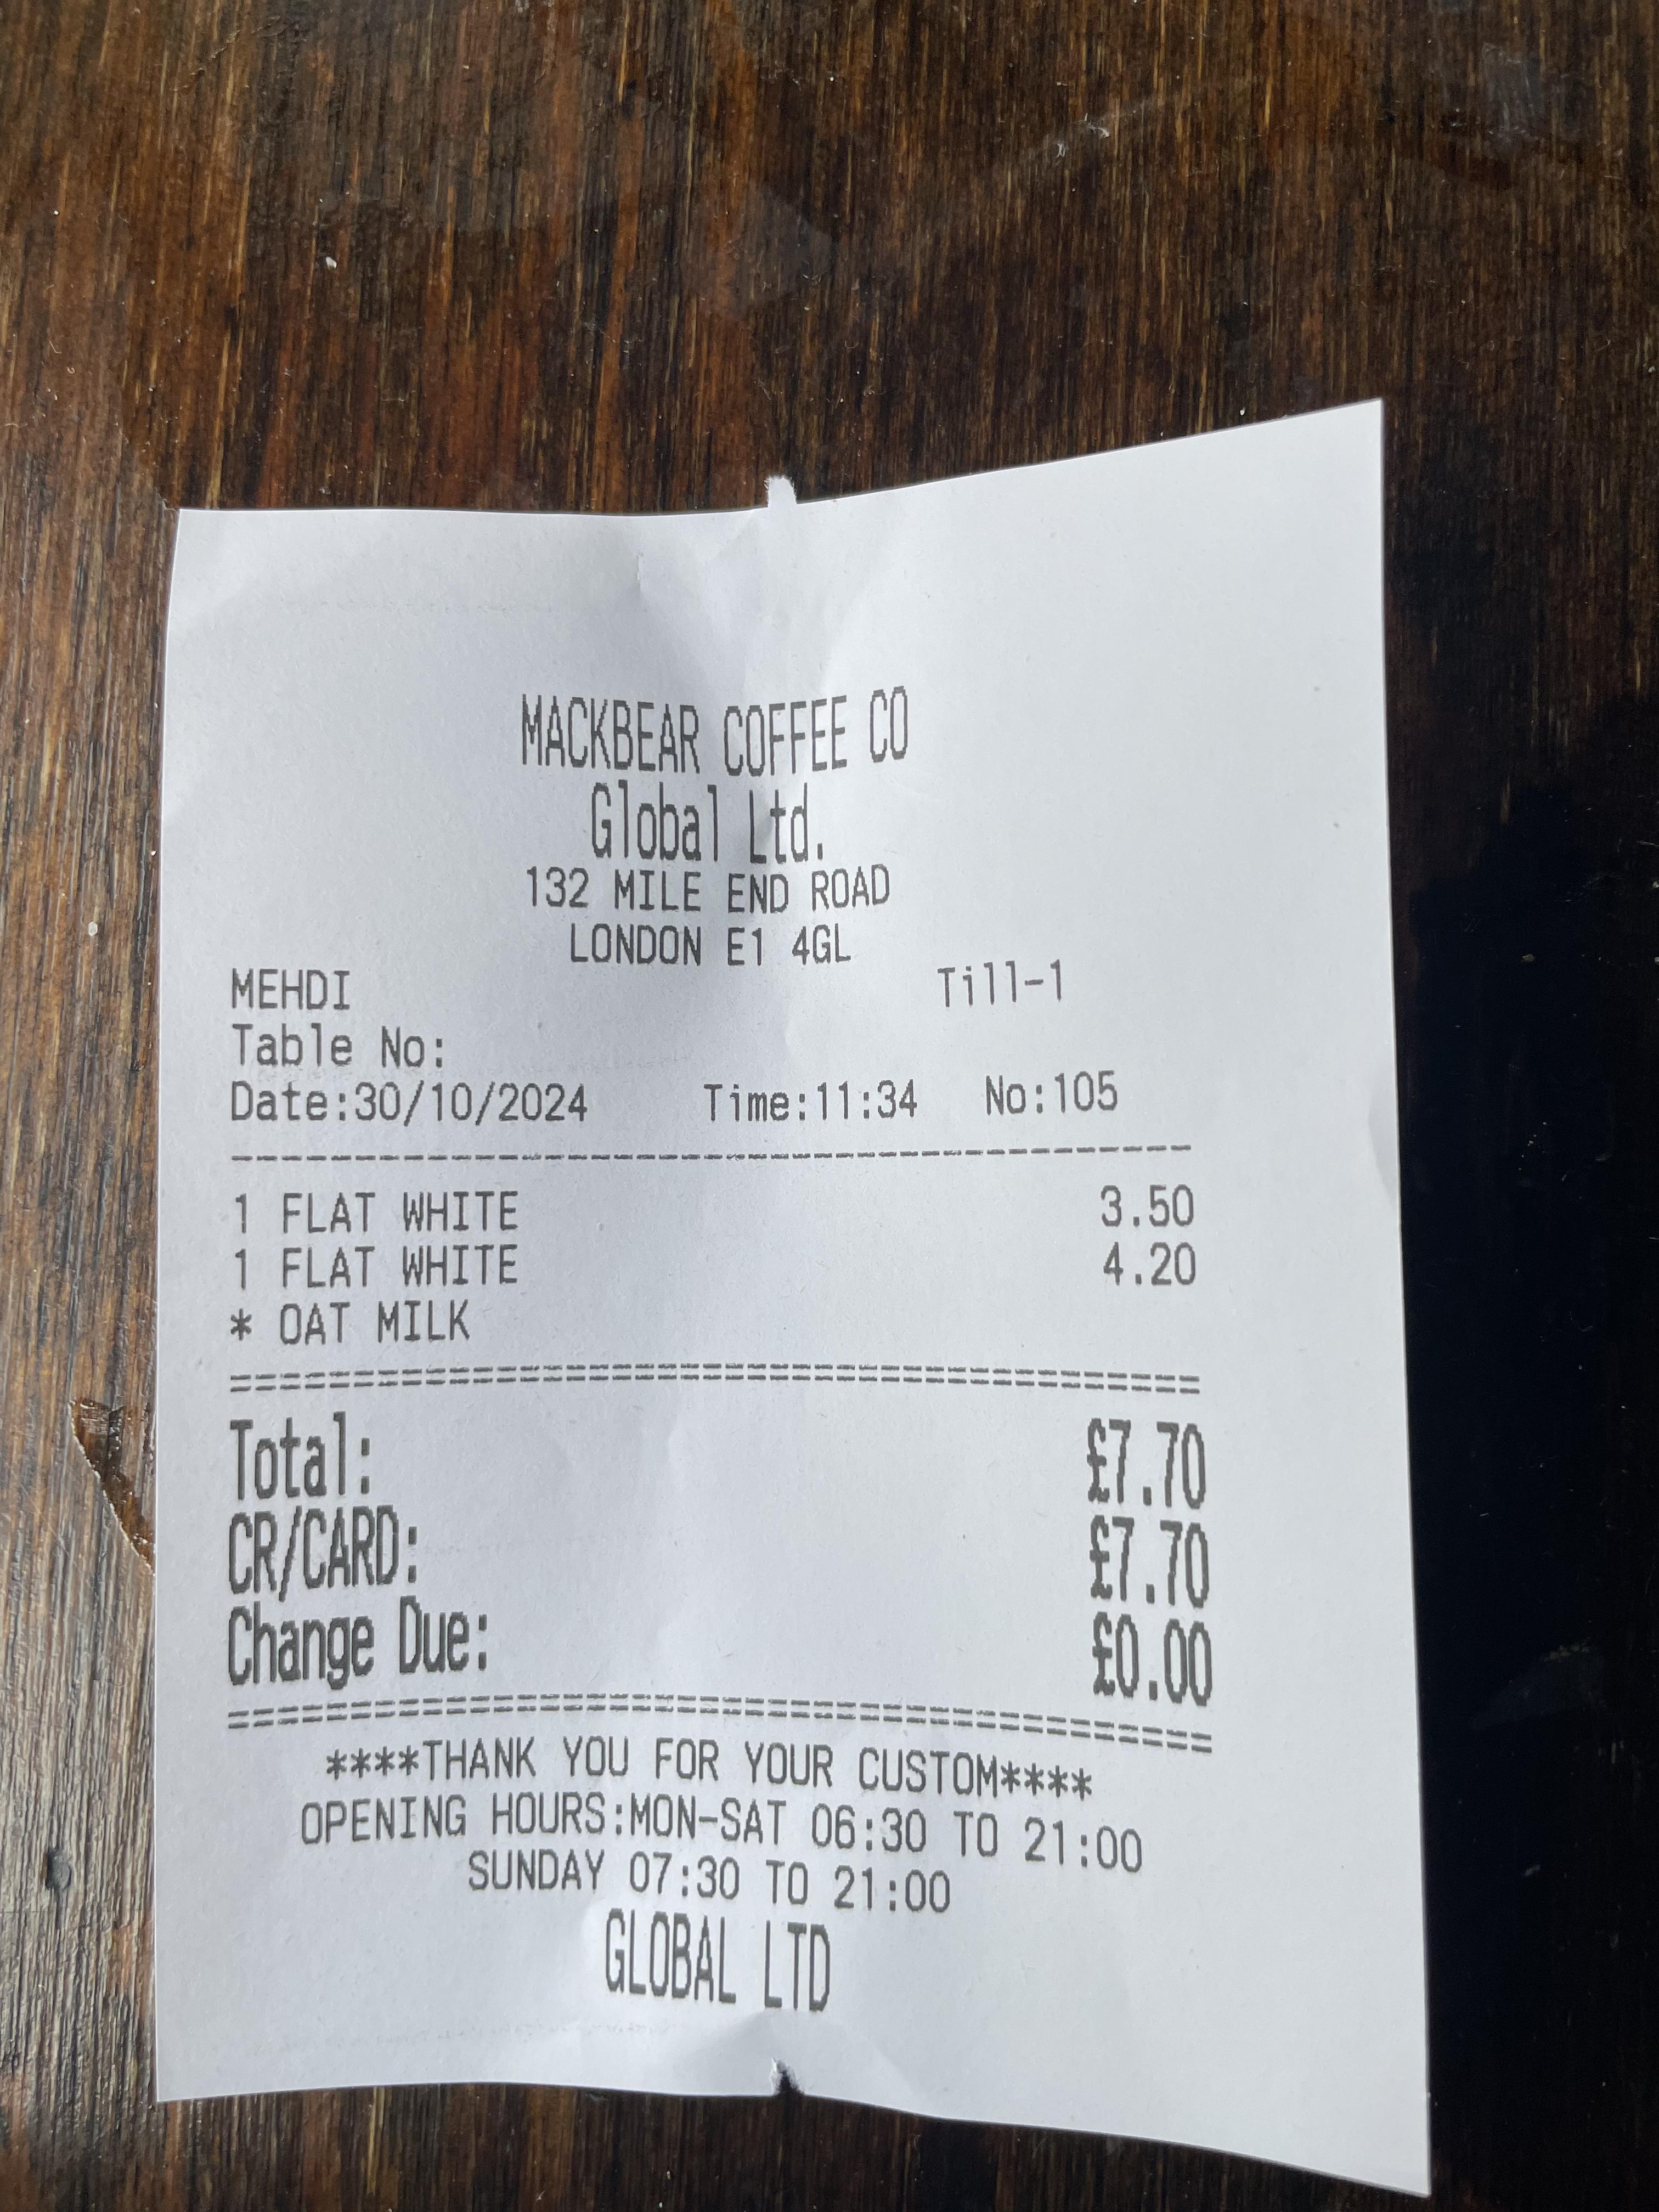 MACKBEAR COFFEE CO
Global Ltd.
132 MILE END ROAD
LONDON E1 4GL
MEHDI Till-1
Table No:
Date:30/10/2024 Time:11:34 No:105
----------------------------------------
1 FLAT WHITE 3.50
1 FLAT WHITE 4.20
* OAT MILK
========================================
Total: £7.70
CR/CARD: £7.70
Change Due: £0.00
========================================
****THANK YOU FOR YOUR CUSTOM****
OPENING HOURS:MON-SAT 06:30 TO 21:00
SUNDAY 07:30 TO 21:00
GLOBAL LTD